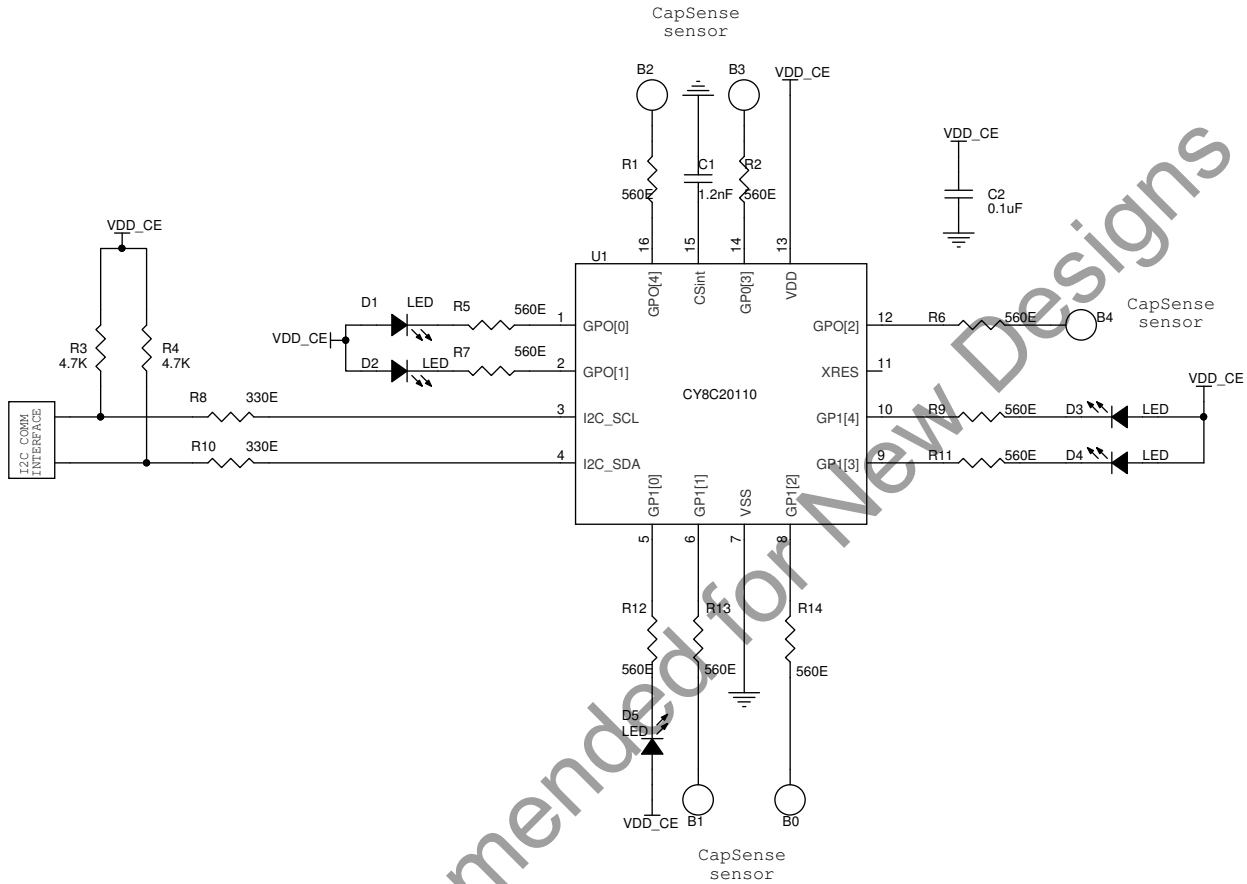 CapSense
sensor
B2
B3
VDD_CE
R1
560E
C1
1.2nF
R2
560E
VDD_CE
C2
0.1uF
VDD_CE
R3
4.7K
R4
4.7K
16
15
14
13
U1
GPO[4]
CSint
GP0[3]
VDD
D1
LED
R5
560E
1
GPO[0]
VDD_CE
D2
LED
R7
560E
2
GPO[1]
R8
330E
3
I2C_SCL
R10
330E
4
I2C_SDA
I2C COMM
INTERFACE
CY8C20110
GPO[2]
12
R6
560E
B4
CapSense
sensor
XRES
11
GP1[4]
10
R9
560E
D3
LED
VDD_CE
GP1[3]
9
R11
560E
D4
LED
GP1[0]
GP1[1]
VSS
GP1[2]
5
6
7
8
R12
560E
R13
560E
R14
560E
D5
LED
VDD_CE
B1
B0
CapSense
sensor
mended for New Designs